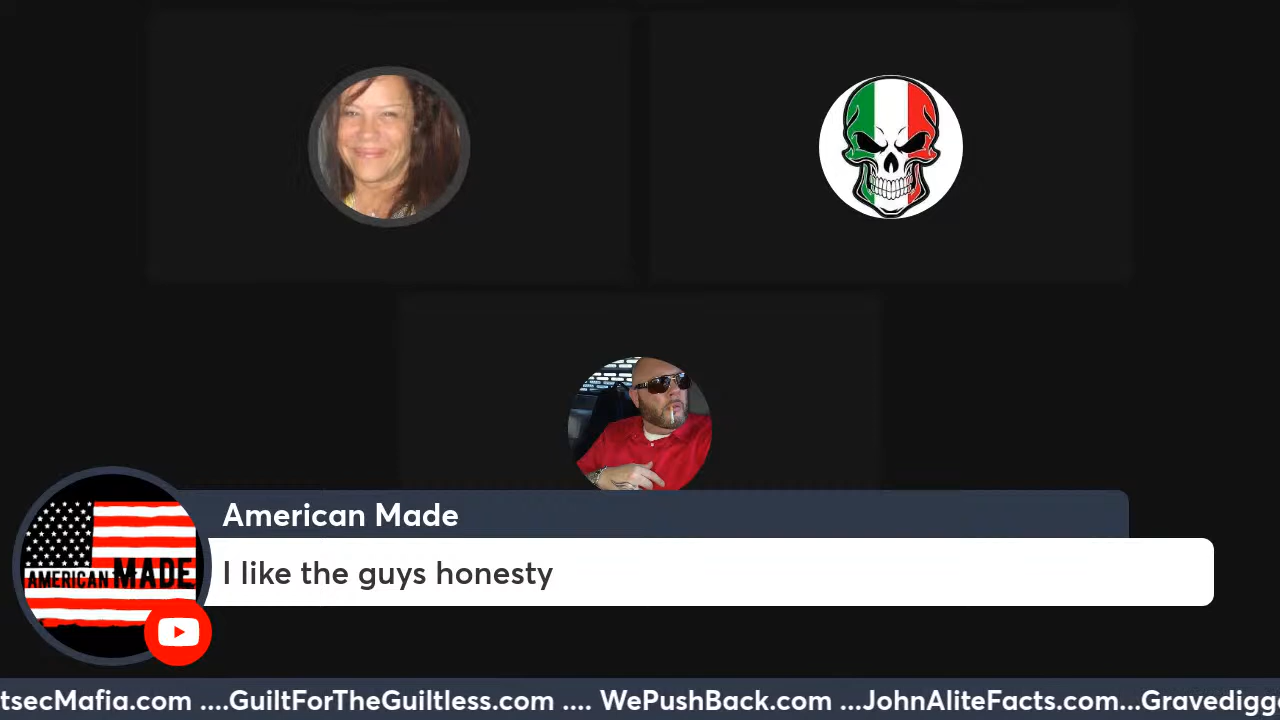 American Made
I like the guys honesty
AMERICAN MADE
tsecMafia.com ....GuiltForTheGuiltless.com .... WePushBack.com ...JohnAliteFacts.com...Gravedigg